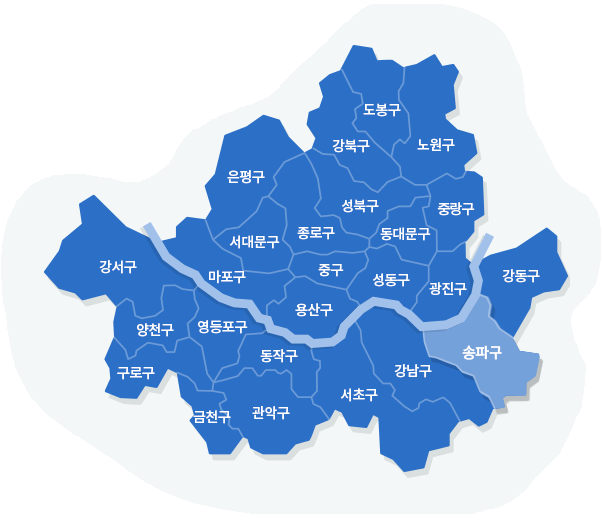 도봉구
강북구
노원구
은평구
성북구
중랑구
종로구
동대문구
서대문구
강서구
중구
마포구
성동구
강동구
광진구
용산구
양천구
영등포구
동작구
송파구
구로구
강남구
서초구
금천구
관악구